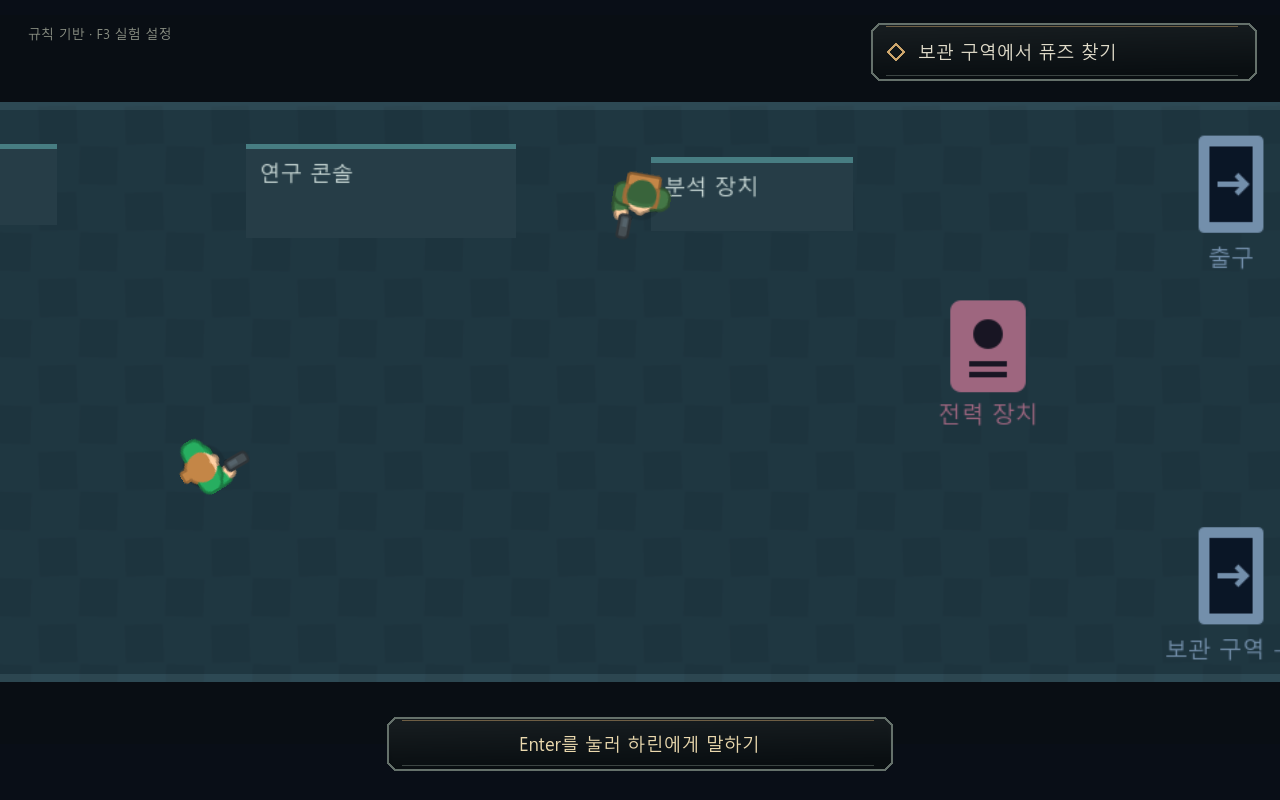 규칙 기반 · F3 실험 설정
보관 구역에서 퓨즈 찾기
연구 콘솔
분석 장치
출구
전력 장치
보관 구역 -
Enter를 눌러 하린에게 말하기